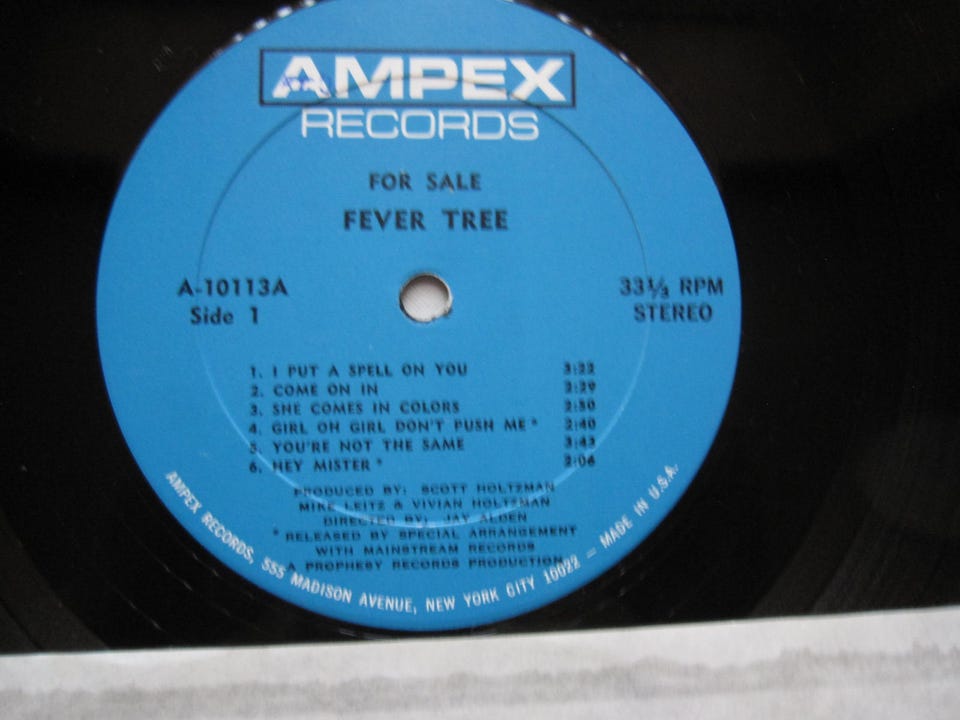 AMPEX
RECORDS
FOR SALE
FEVER TREE
A-10113A
Side 1
33⅓ RPM
STEREO
1. I PUT A SPELL ON YOU 3:22
2. COME ON IN 2:29
3. SHE COMES IN COLORS 2:50
4. GIRL OH GIRL DON'T PUSH ME* 2:40
5. YOU'RE NOT THE SAME 3:43
6. HEY MISTER* 2:06
PRODUCED BY: SCOTT HOLTZMAN
MIKE LEITZ & VIVIAN HOLTZMAN
DIRECTED BY: JAY ALDEN
* RELEASED BY SPECIAL ARRANGEMENT
WITH MAINSTREAM RECORDS
A PROPHESY RECORDS PRODUCTION
AMPEX RECORDS, 555 MADISON AVENUE, NEW YORK CITY 10022 – MADE IN U.S.A.